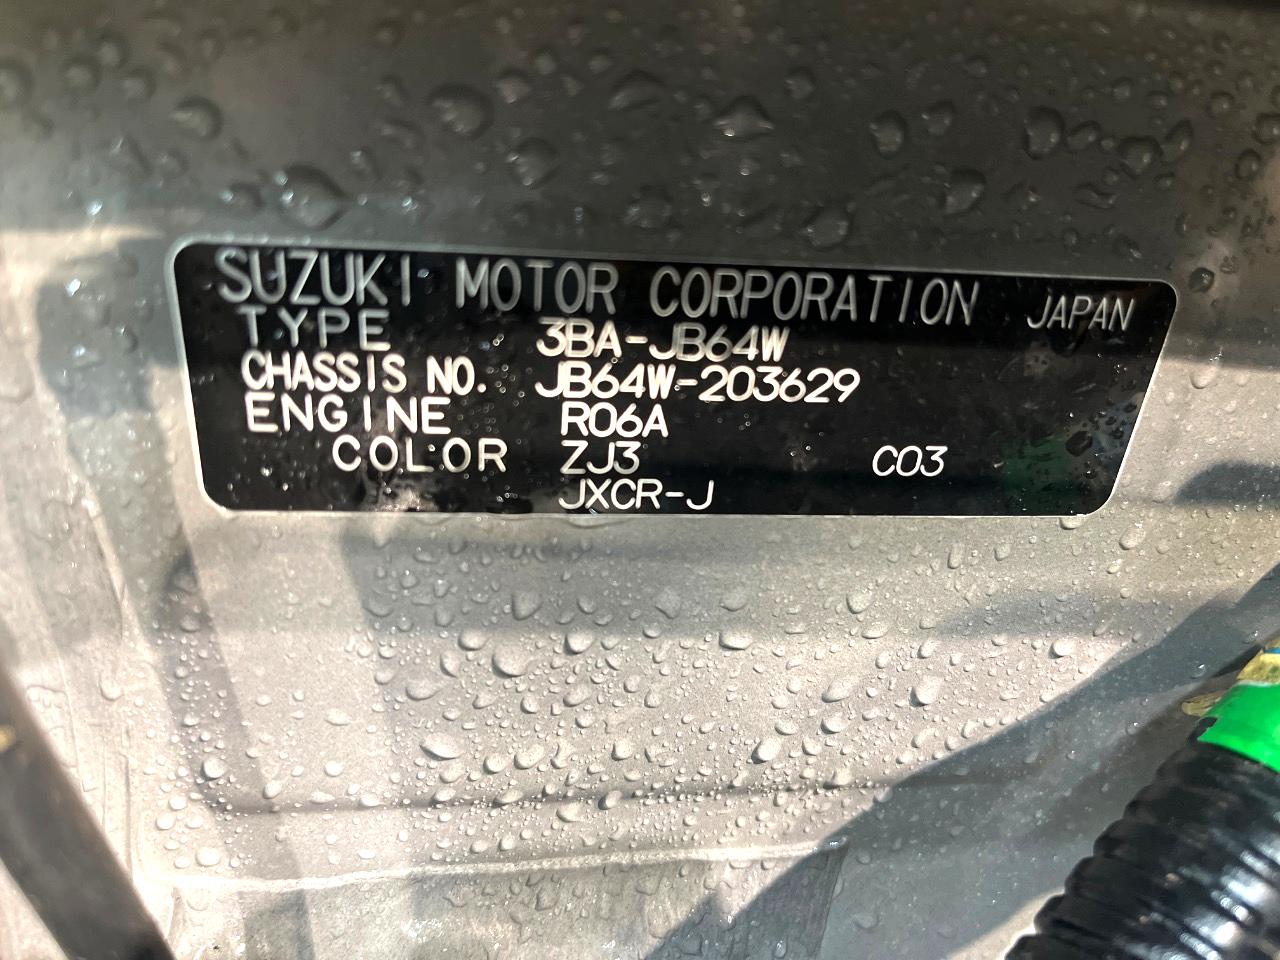 SUZUKI MOTOR CORPORATION JAPAN
TYPE 3BA-JB64W
CHASSIS NO. JB64W-203629
ENGINE R06A
COLOR ZJ3 C03
JXCR-J